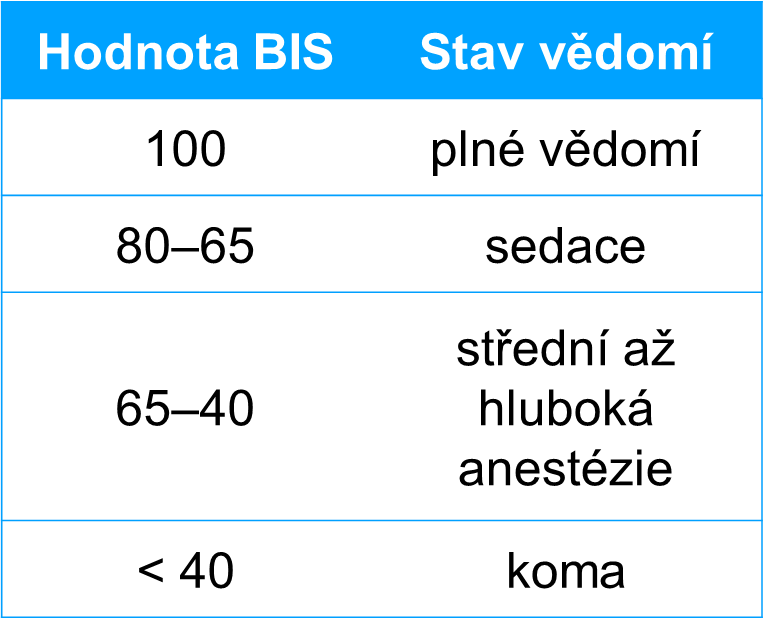 Hodnota BIS Stav vědomí
100 plné vědomí
80–65 sedace
65–40 střední až
hluboká
anestézie
< 40 koma